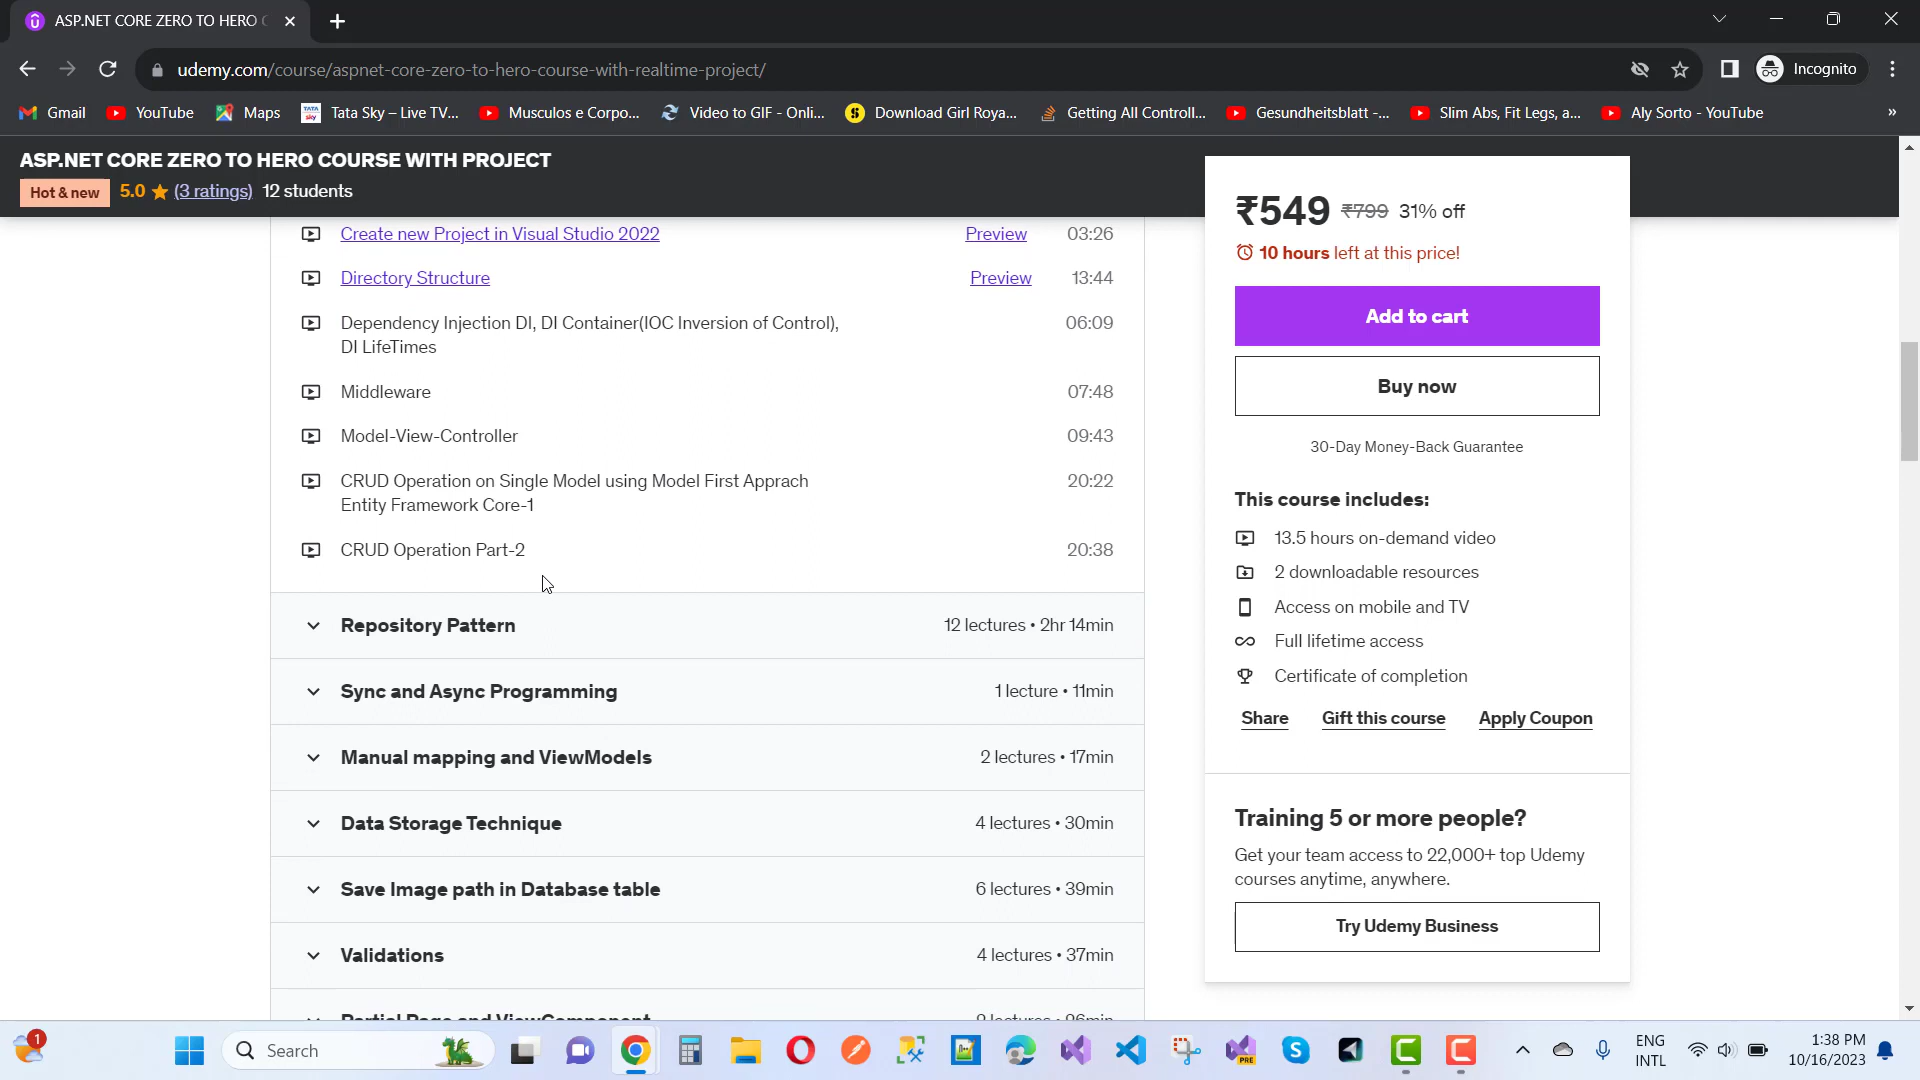 ASP.NET CORE ZERO TO HERO C
udemy.com/course/aspnet-core-zero-to-hero-course-with-realtime-project/
Incognito
Gmail
YouTube
Maps
Tata Sky – Live TV...
Musculos e Corpo...
Video to GIF - Onli...
Download Girl Roya...
Getting All Controll...
Gesundheitsblatt -...
Slim Abs, Fit Legs, a...
Aly Sorto - YouTube
»
ASP.NET CORE ZERO TO HERO COURSE WITH PROJECT
Hot & new 5.0 (3 ratings) 12 students
Create new Project in Visual Studio 2022 Preview 03:26
Directory Structure Preview 13:44
Dependency Injection DI, DI Container(IOC Inversion of Control), 06:09
DI LifeTimes
Middleware 07:48
Model-View-Controller 09:43
CRUD Operation on Single Model using Model First Apprach 20:22
Entity Framework Core-1
CRUD Operation Part-2 20:38
Repository Pattern 12 lectures • 2hr 14min
Sync and Async Programming 1 lecture • 11min
Manual mapping and ViewModels 2 lectures • 17min
Data Storage Technique 4 lectures • 30min
Save Image path in Database table 6 lectures • 39min
Validations 4 lectures • 37min
Partial Page and ViewComponent
₹549 ₹799 31% off
10 hours left at this price!
Add to cart
Buy now
30-Day Money-Back Guarantee
This course includes:
13.5 hours on-demand video
2 downloadable resources
Access on mobile and TV
Full lifetime access
Certificate of completion
Share Gift this course Apply Coupon
Training 5 or more people?
Get your team access to 22,000+ top Udemy
courses anytime, anywhere.
Try Udemy Business
1
Search
PRE
ENG
INTL
1:38 PM
10/16/2023